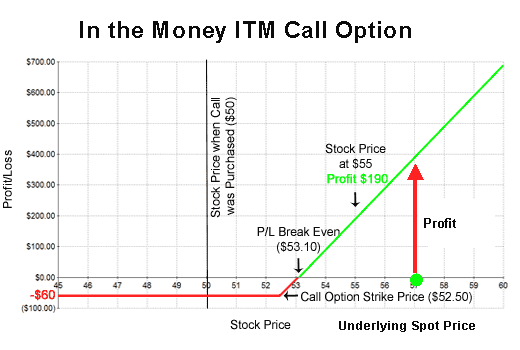 In the Money ITM Call Option
$700.00
$600.00
$500.00
$400.00
$300.00
$200.00
$100.00
$0.00
-$60
($100.00)
Profit/Loss
Stock Price when Call
was Purchased ($50)
Stock Price
at $55
Profit $190
P/L Break Even
($53.10)
Profit
45 46 47 48 49 50 51 52 53 54 55 56 57 58 59 60
Call Option Strike Price ($52.50)
Stock Price
Underlying Spot Price